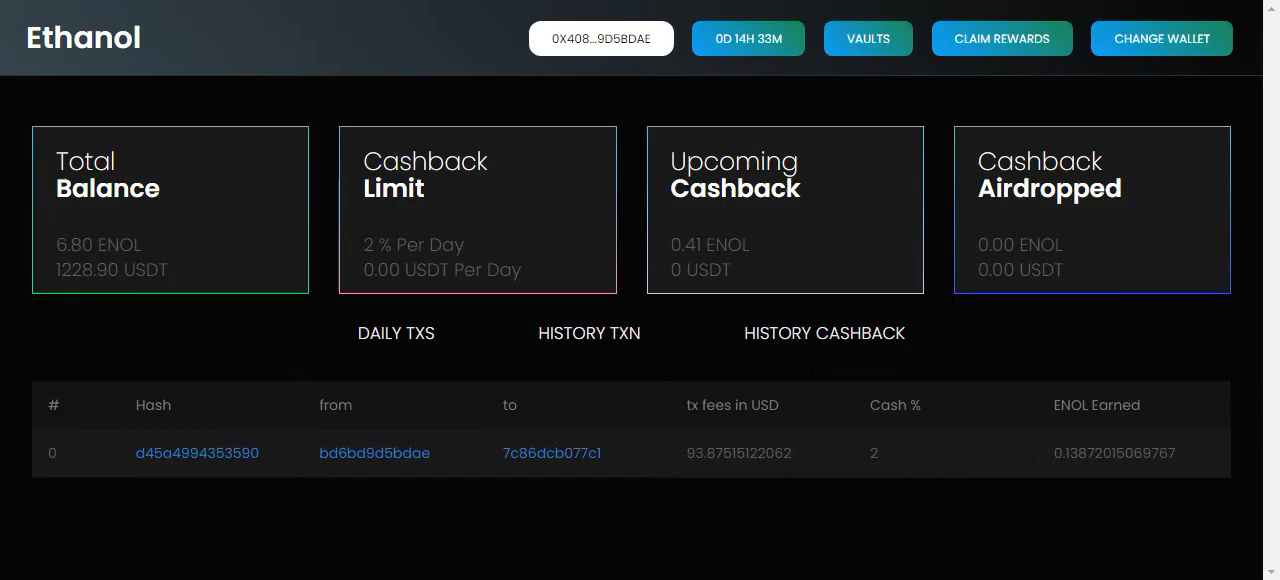 Ethanol
0X408...9D5BDAE
0D 14H 33M
VAULTS
CLAIM REWARDS
CHANGE WALLET
Total
Balance
6.80 ENOL
1228.90 USDT
Cashback
Limit
2 % Per Day
0.00 USDT Per Day
Upcoming
Cashback
0.41 ENOL
0 USDT
Cashback
Airdropped
0.00 ENOL
0.00 USDT
DAILY TXS
HISTORY TXN
HISTORY CASHBACK
# Hash from to tx fees in USD Cash % ENOL Earned
0 d45a4994353590 bd6bd9d5bdae 7c86dcb077c1 93.87515122062 2 0.13872015069767